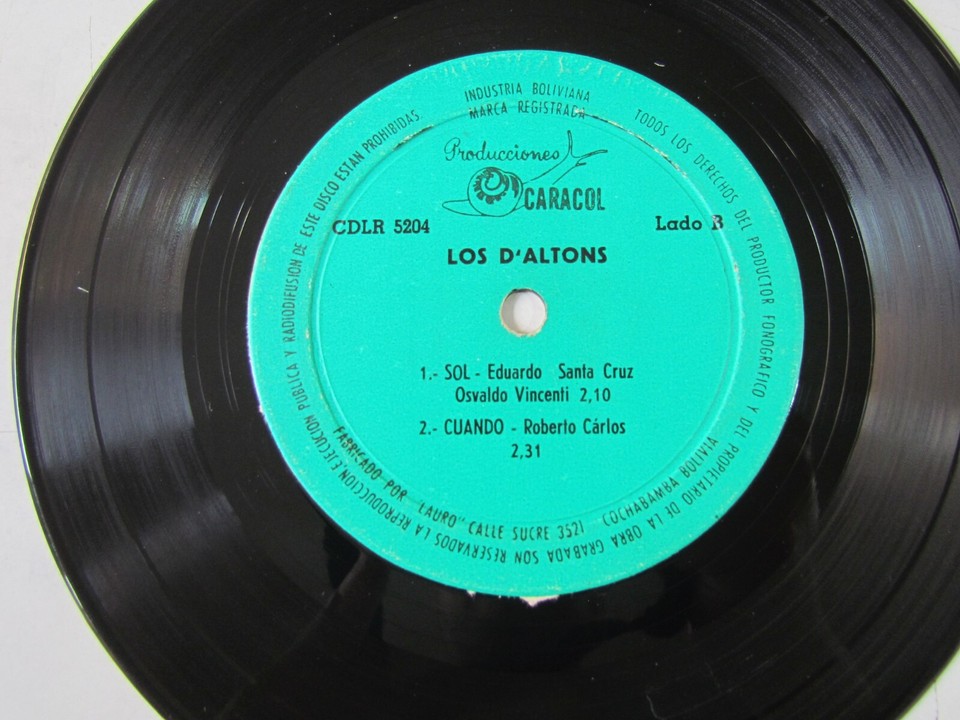 INDUSTRIA BOLIVIANA
MARCA REGISTRADA
TODOS LOS DERECHOS DEL PRODUCTOR FONOGRAFICO Y DEL PROPIETARIO DE LA OBRA GRABADA SON RESERVADOS LA REPRODUCCION, EJECUCION PUBLICA Y RADIODIFUSION DE ESTE DISCO ESTAN PROHIBIDAS
Producciones
CARACOL
CDLR 5204
Lado B
LOS D'ALTONS
1.- SOL - Eduardo Santa Cruz
Osvaldo Vincenti 2,10
2.- CUANDO - Roberto Cárlos
2,31
FABRICADO POR "LAURO" CALLE SUCRE 3521 COCHABAMBA BOLIVIA